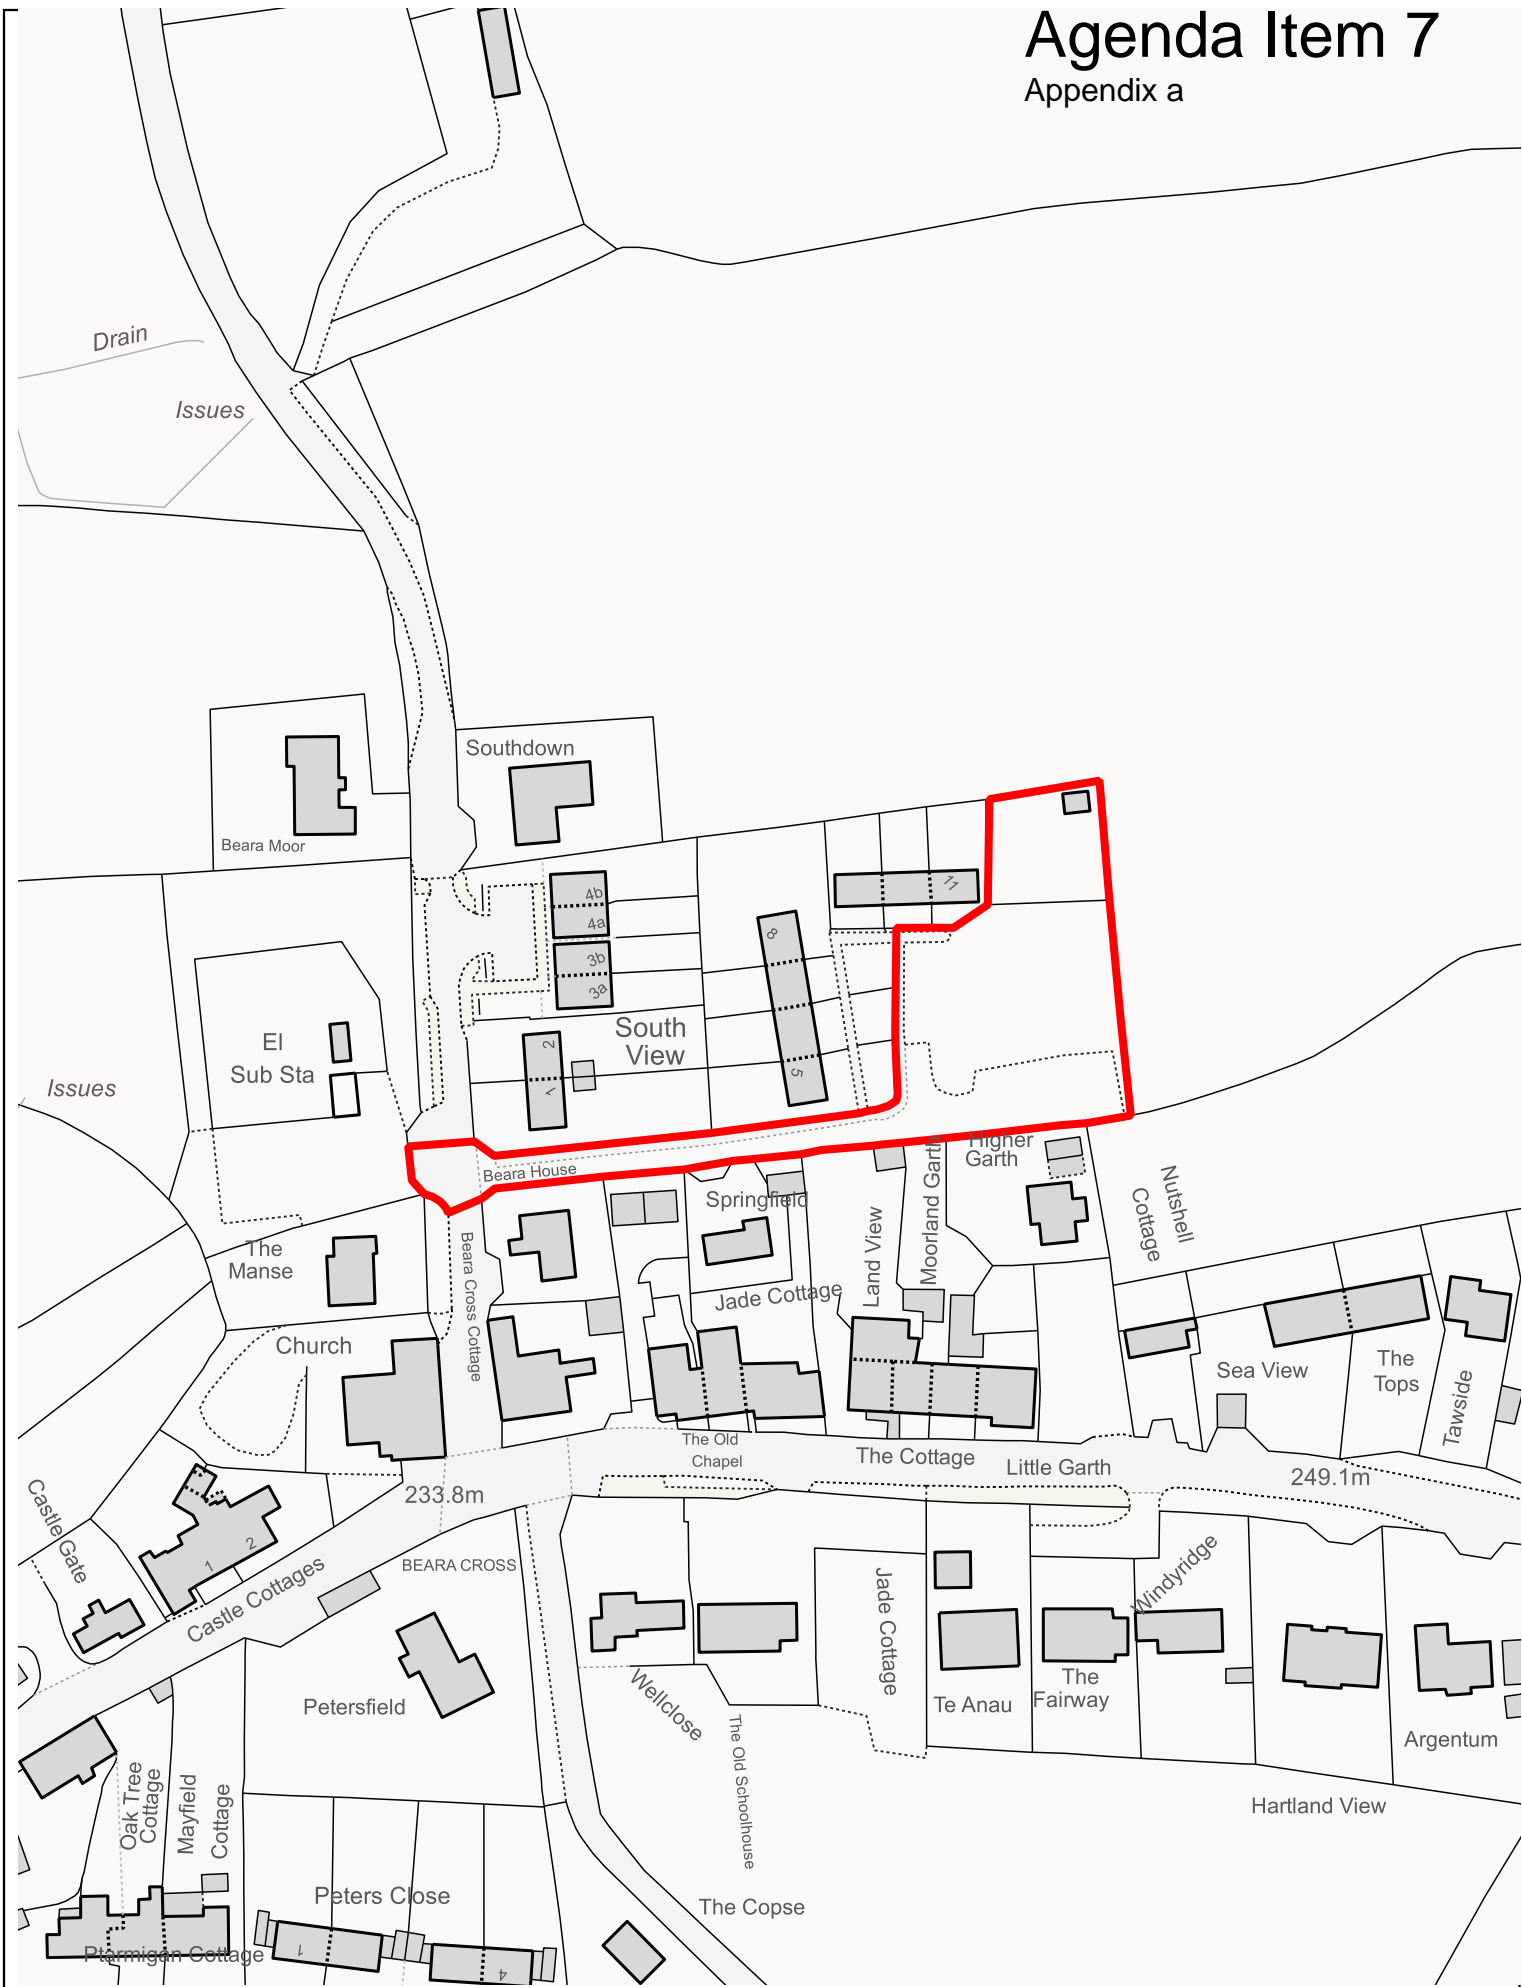 Agenda Item 7
Appendix a
Drain
Issues
Southdown
Beara Moor
4b
4a
3b
3a
8
11
South
View
2
1
5
El
Sub Sta
Issues
Beara House
Higher
Garth
Moorland Garth
Springfield
Land View
Nutshell
Cottage
The
Manse
Beara Cross Cottage
Jade Cottage
Church
Sea View
The
Tops
Tawside
The Old
Chapel
The Cottage
Little Garth
249.1m
233.8m
Castle Gate
1
2
Castle Cottages
BEARA CROSS
Windyridge
Jade Cottage
Wellclose
Petersfield
Te Anau
The
Fairway
Argentum
The Old Schoolhouse
Oak Tree
Cottage
Mayfield
Cottage
Hartland View
Peters Close
The Copse
Ptarmigan Cottage
1
4